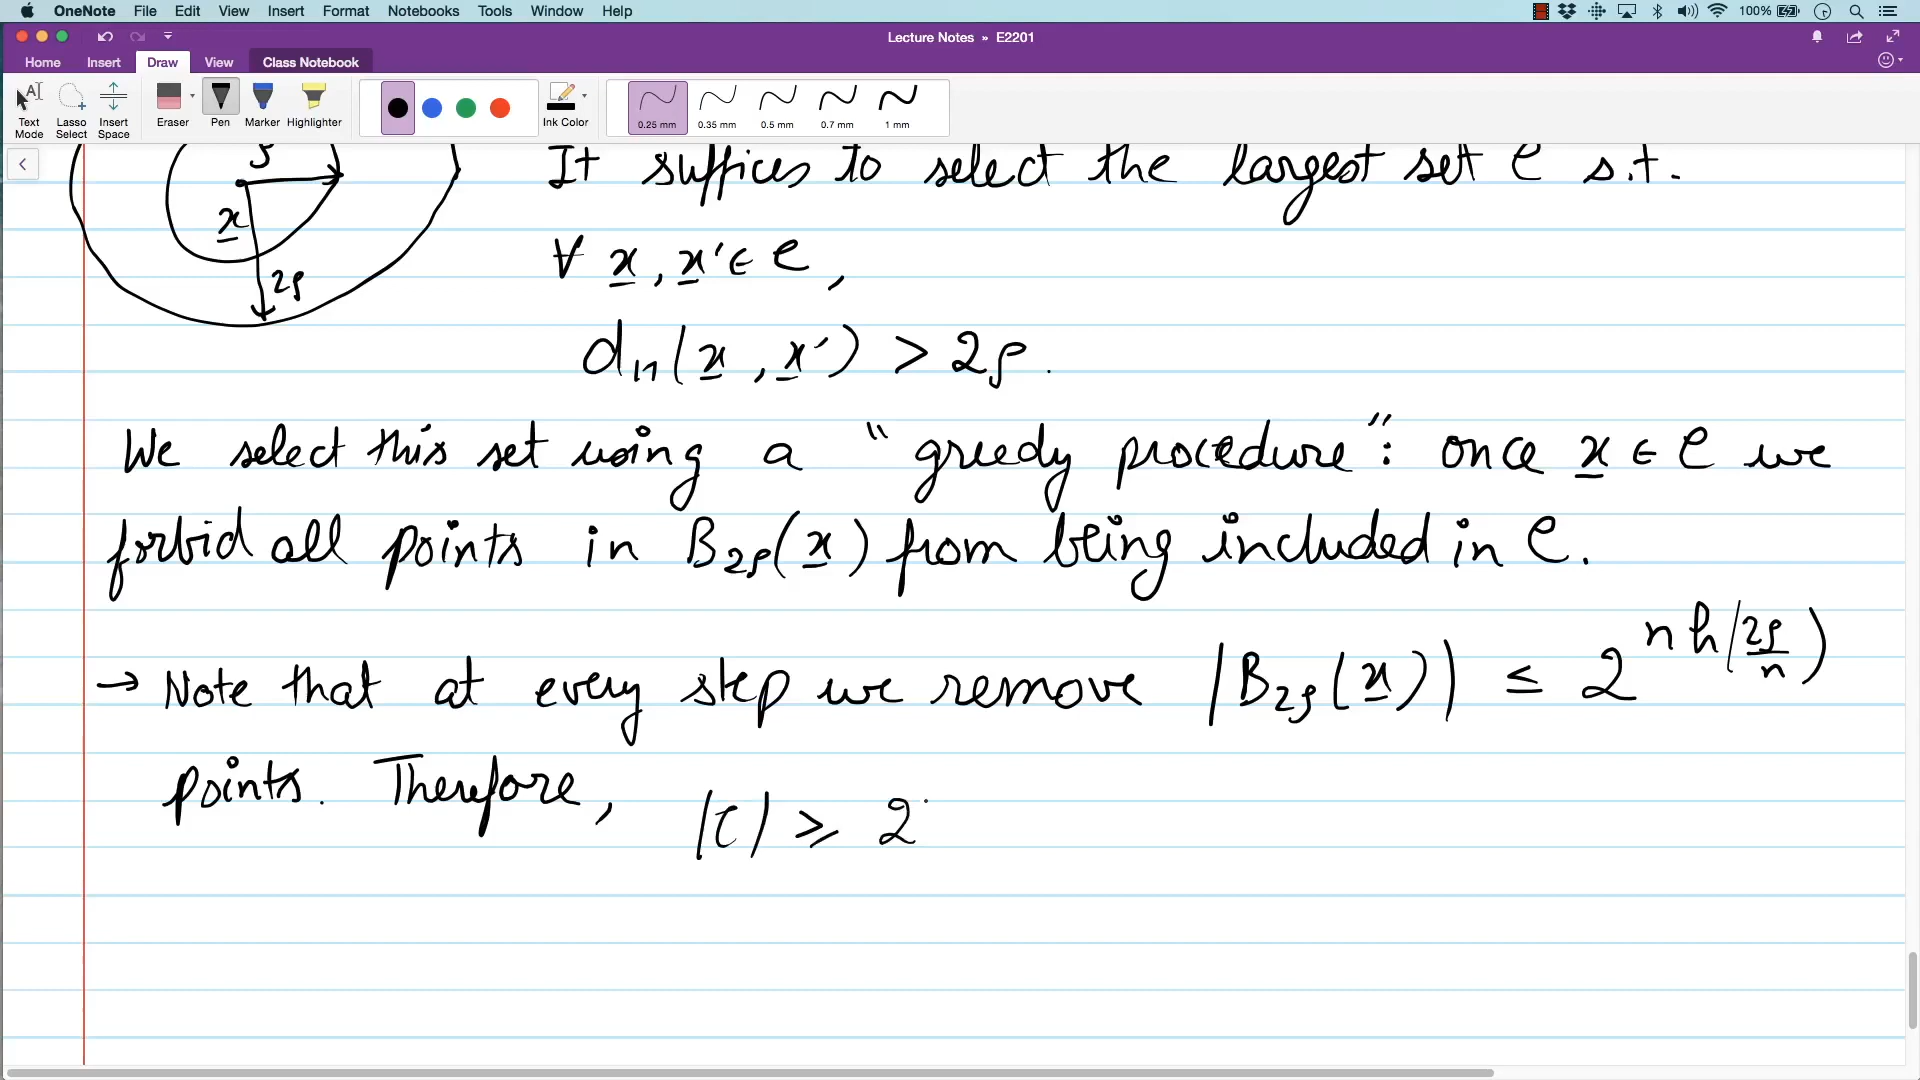 OneNote File Edit View Insert Format Notebooks Tools Window Help 100%
Lecture Notes » E2201
Home Insert Draw View Class Notebook
Text Mode Lasso Select Insert Space Eraser Pen Marker Highlighter Ink Color 0.25 mm 0.35 mm 0.5 mm 0.7 mm 1 mm
ρ
x
2ρ
It suffices to select the largest set C s.t.
∀ x, x' ∈ C,
d_H(x, x') > 2ρ.
We select this set using a "greedy procedure": once x ∈ C we
forbid all points in B_2ρ(x) from being included in C.
→ Note that at every step we remove |B_2ρ(x)| ≤ 2^{n h(2ρ/n)}
points. Therefore, |C| ≥ 2